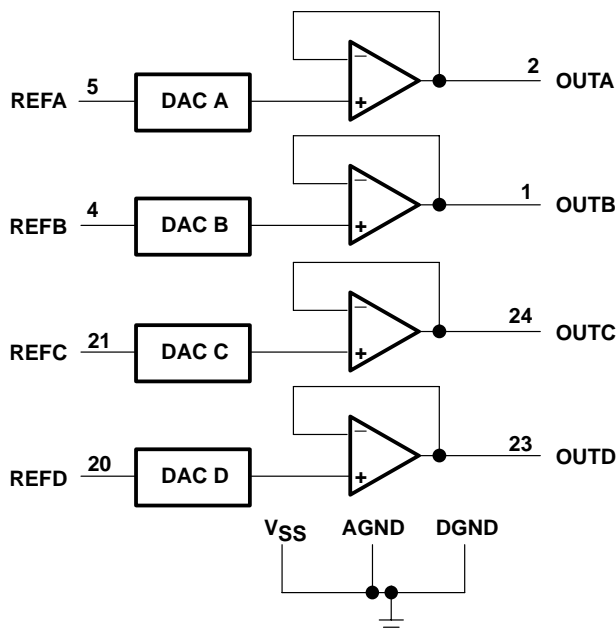 2
OUTA
REFA 5 DAC A
–
+
1
OUTB
REFB 4 DAC B
–
+
24
OUTC
REFC 21 DAC C
–
+
23
OUTD
REFD 20 DAC D
–
+
VSS AGND DGND